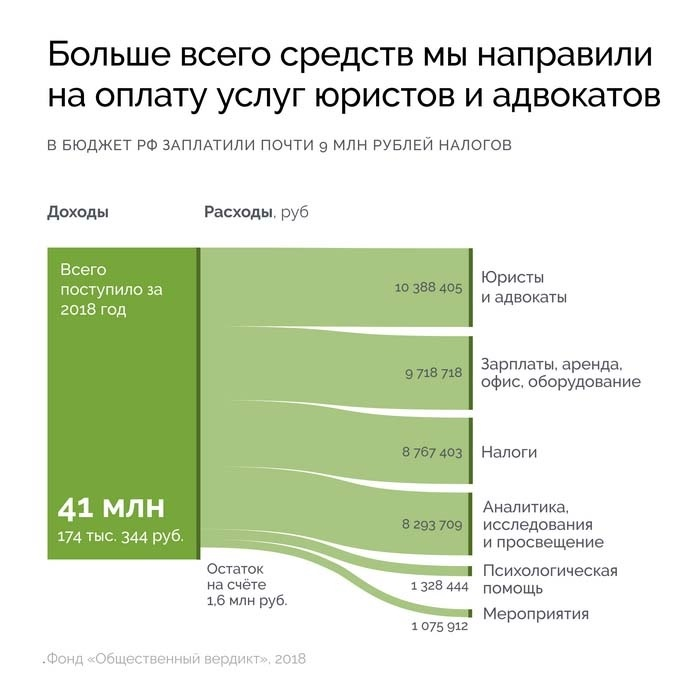 Больше всего средств мы направили
на оплату услуг юристов и адвокатов
В БЮДЖЕТ РФ ЗАПЛАТИЛИ ПОЧТИ 9 МЛН РУБЛЕЙ НАЛОГОВ
Доходы
Расходы, руб
Всего
поступило за
2018 год
41 млн
174 тыс. 344 руб.
10 388 405
Юристы
и адвокаты
9 718 718
Зарплаты, аренда,
офис, оборудование
8 767 403
Налоги
8 293 709
Аналитика,
исследования
и просвещение
1 328 444
Психологическая
помощь
1 075 912
Мероприятия
Остаток
на счёте
1,6 млн руб.
.Фонд «Общественный вердикт», 2018